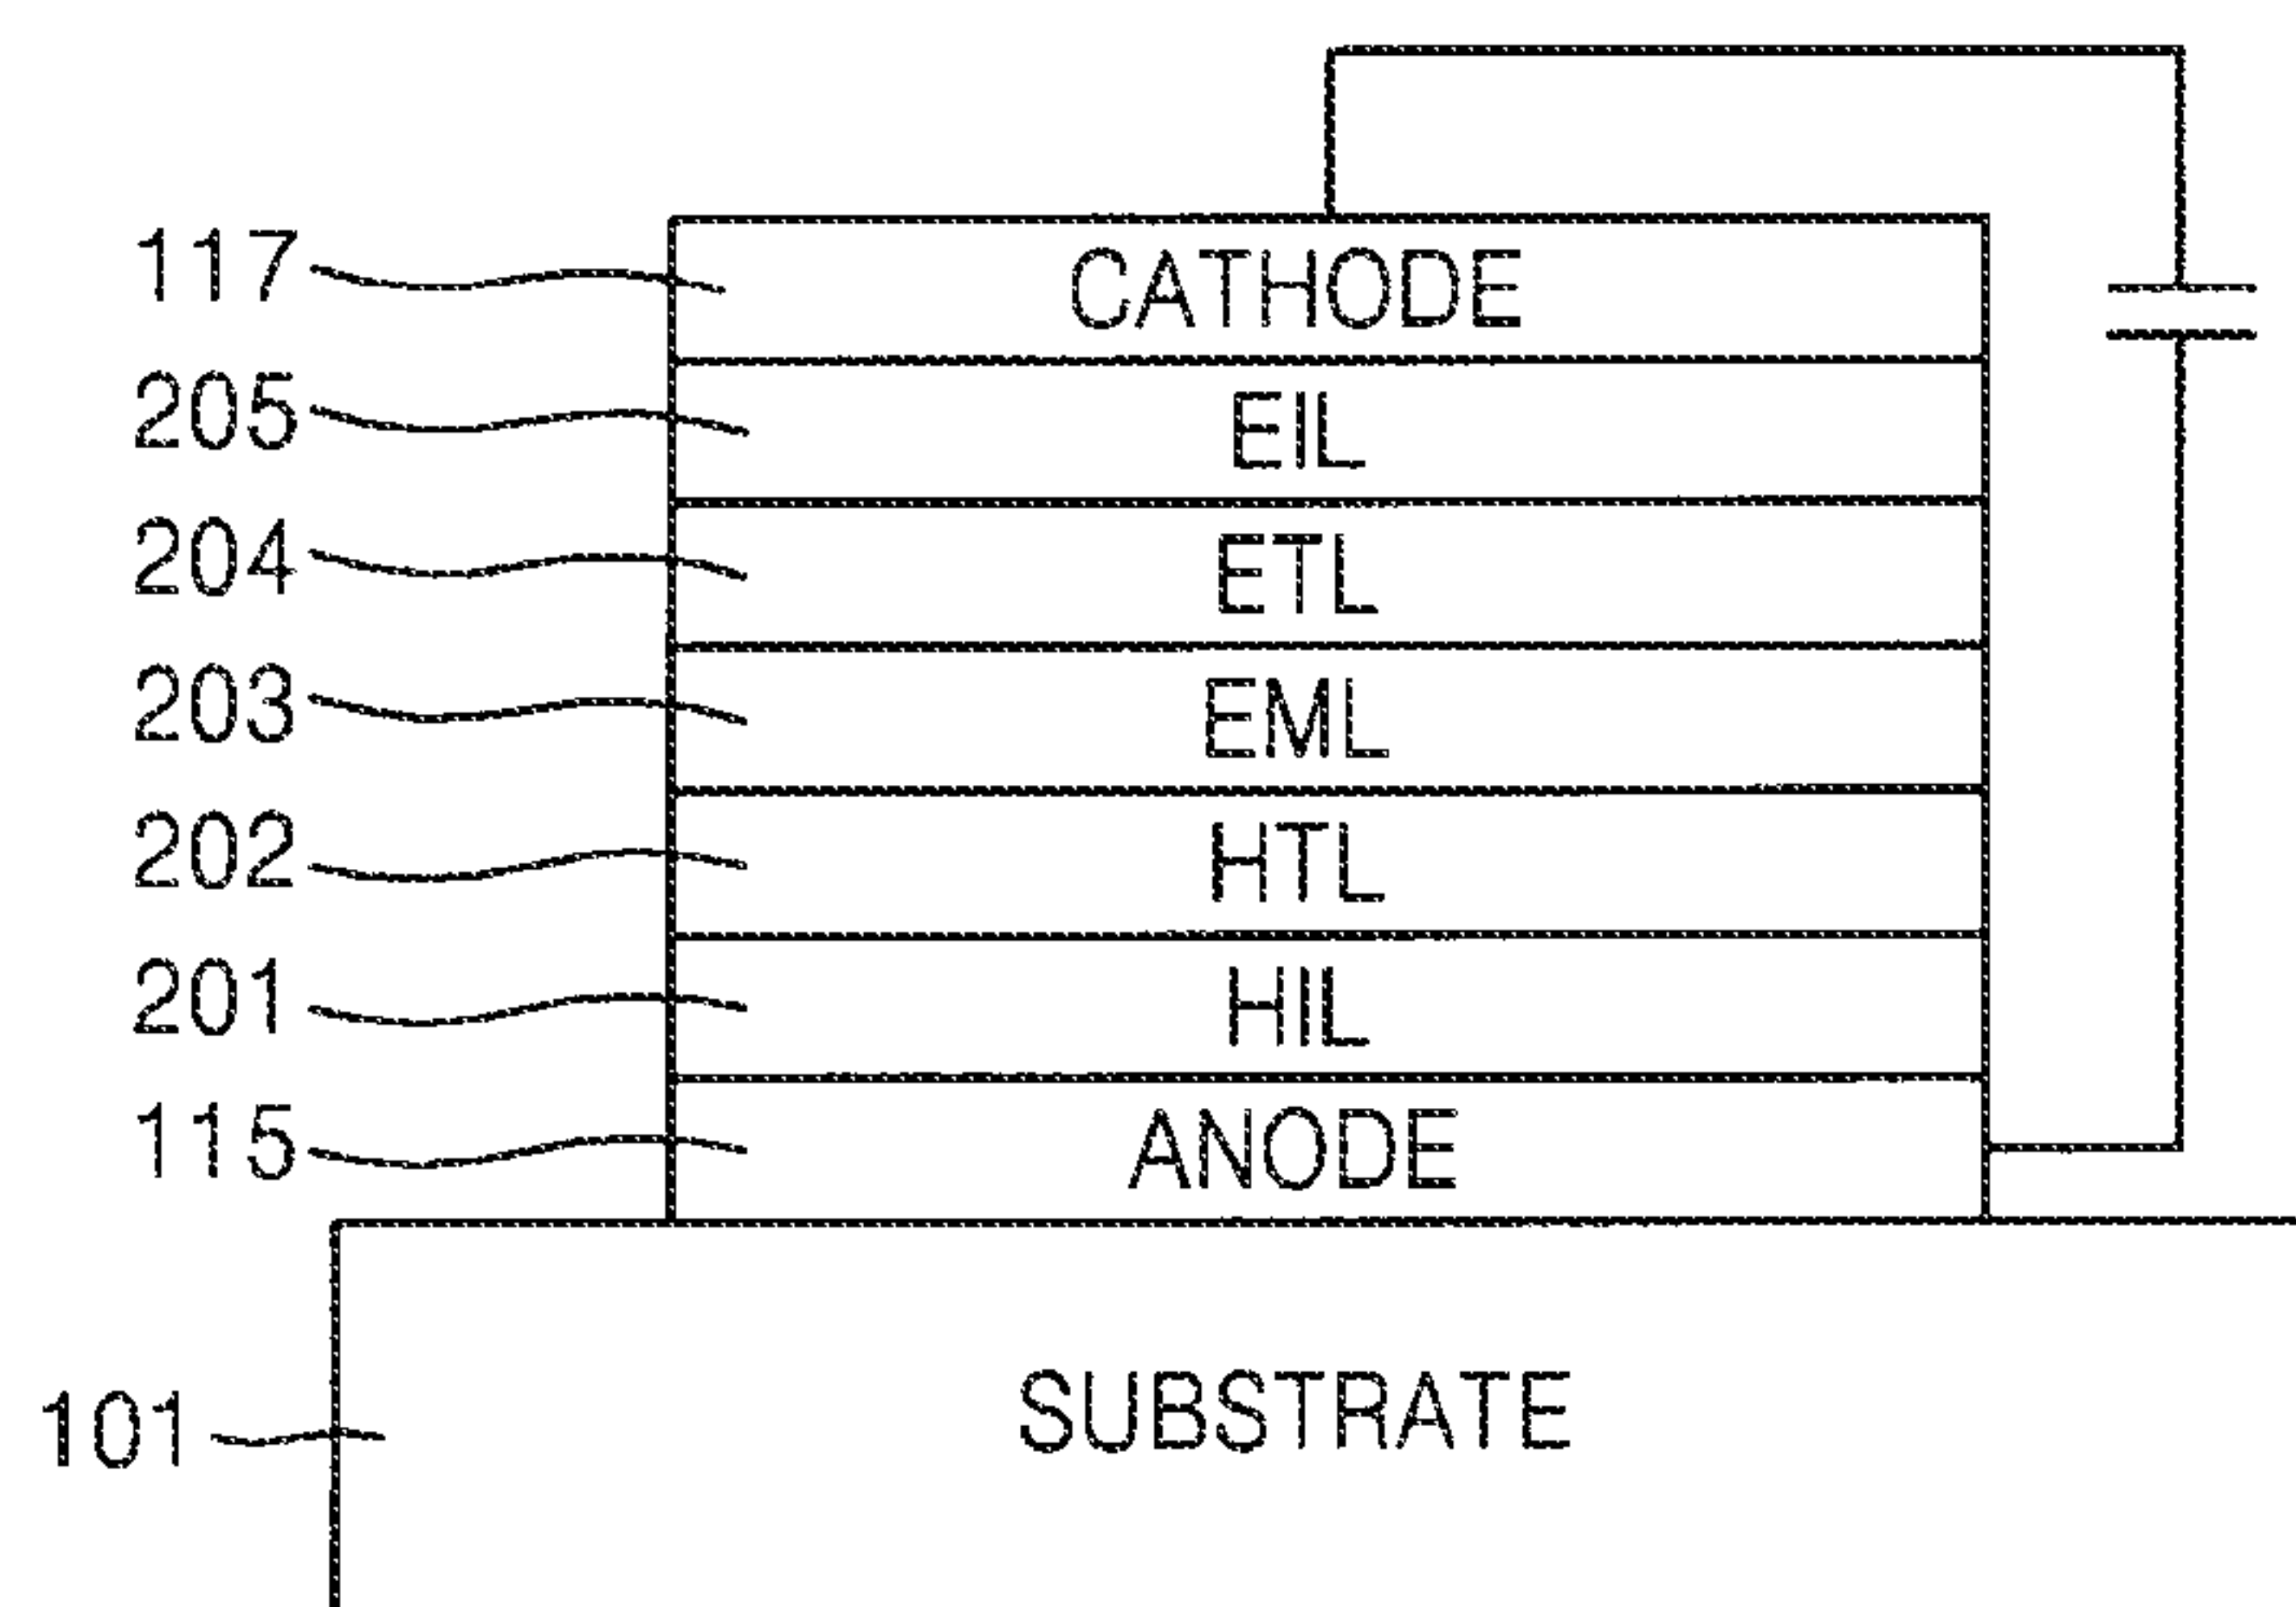 117 CATHODE
205 EIL
204 ETL
203 EML
202 HTL
201 HIL
115 ANODE
101 SUBSTRATE